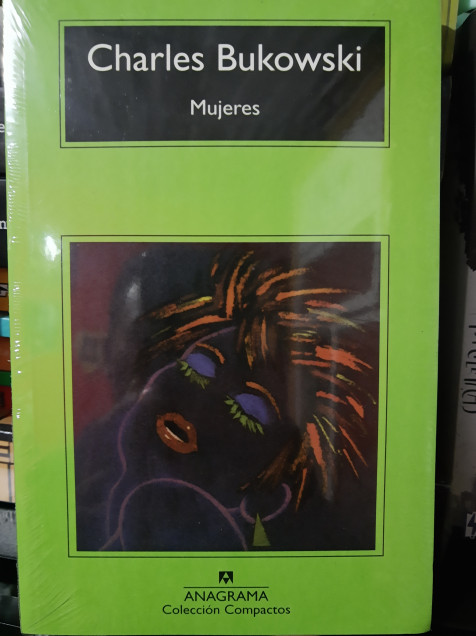 Charles Bukowski
Mujeres
ANAGRAMA
Colección Compactos